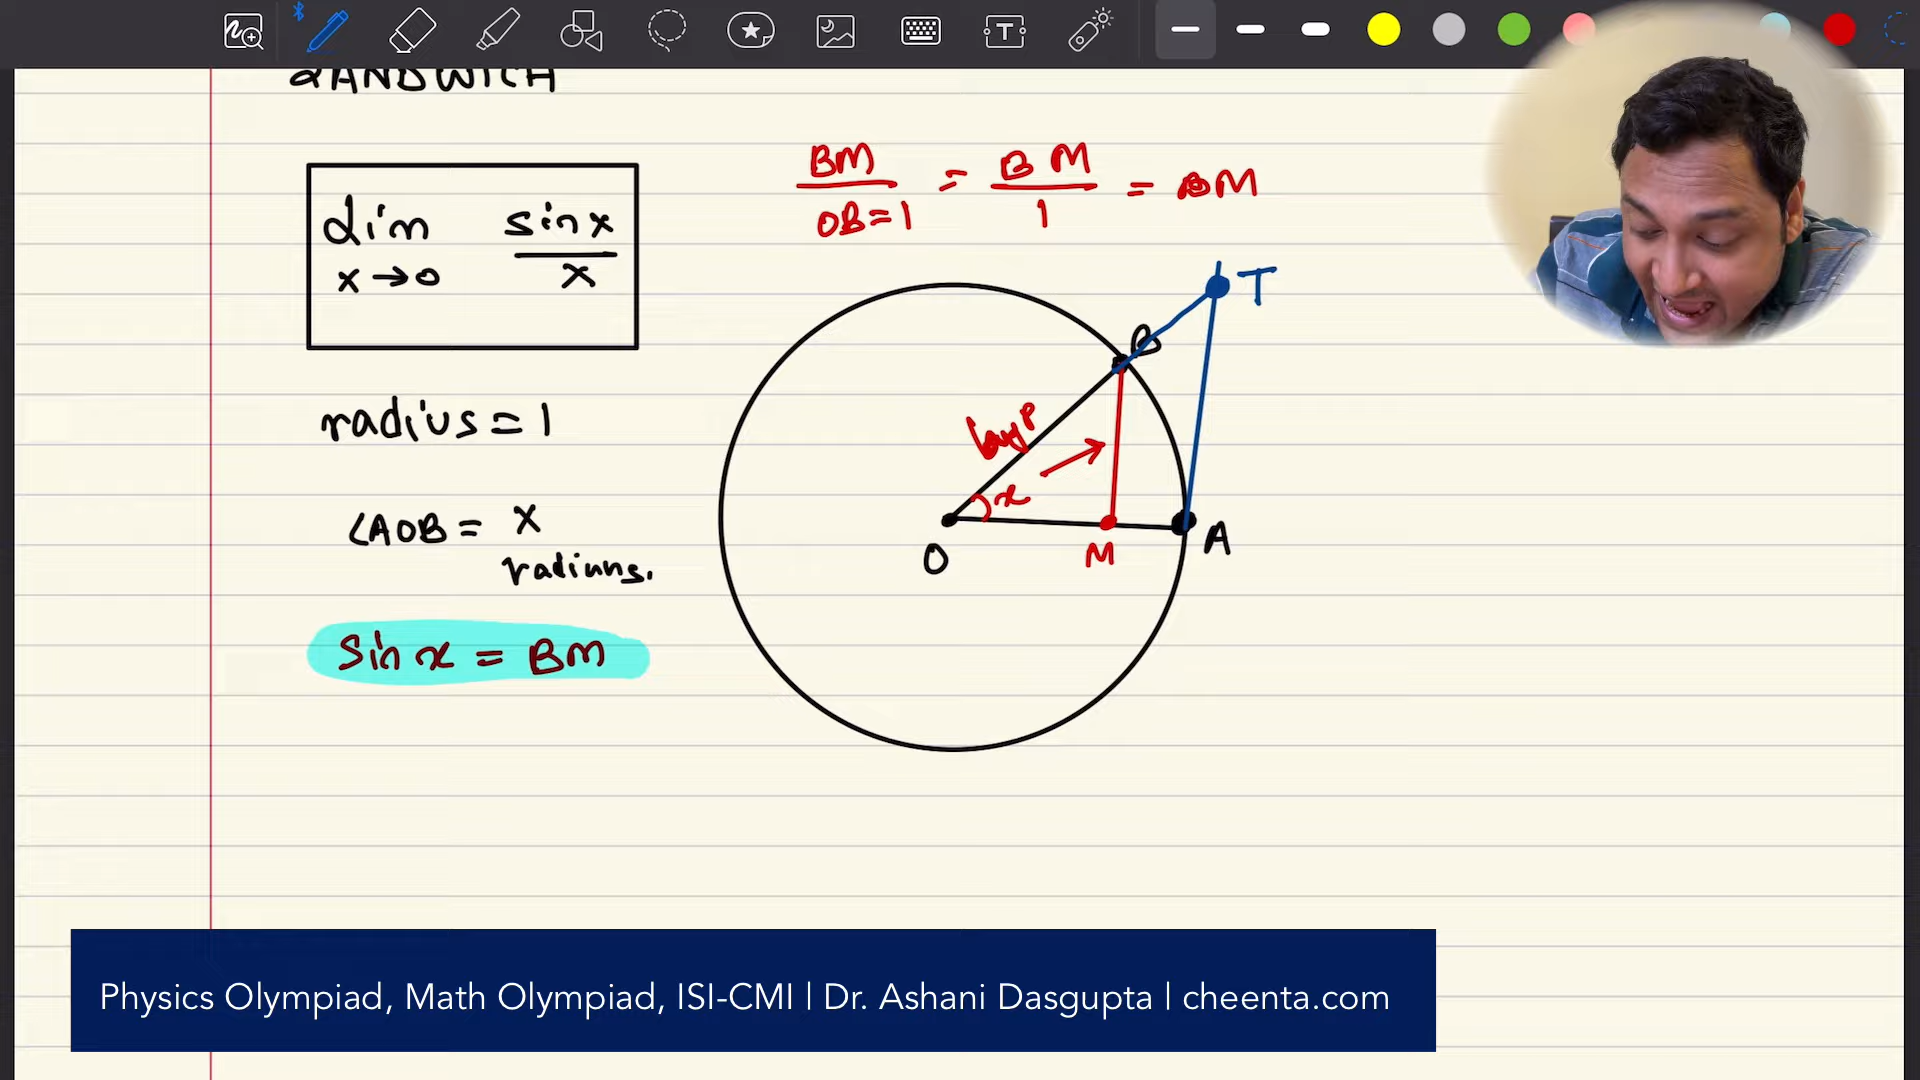 SANDWICH
BM / OB=1 = BM / 1 = BM
lim x→0 sin x / x
T
B
radius = 1
hyp
x
∠AOB = x
radians.
O
M
A
sin x = BM
Physics Olympiad, Math Olympiad, ISI-CMI | Dr. Ashani Dasgupta | cheenta.com